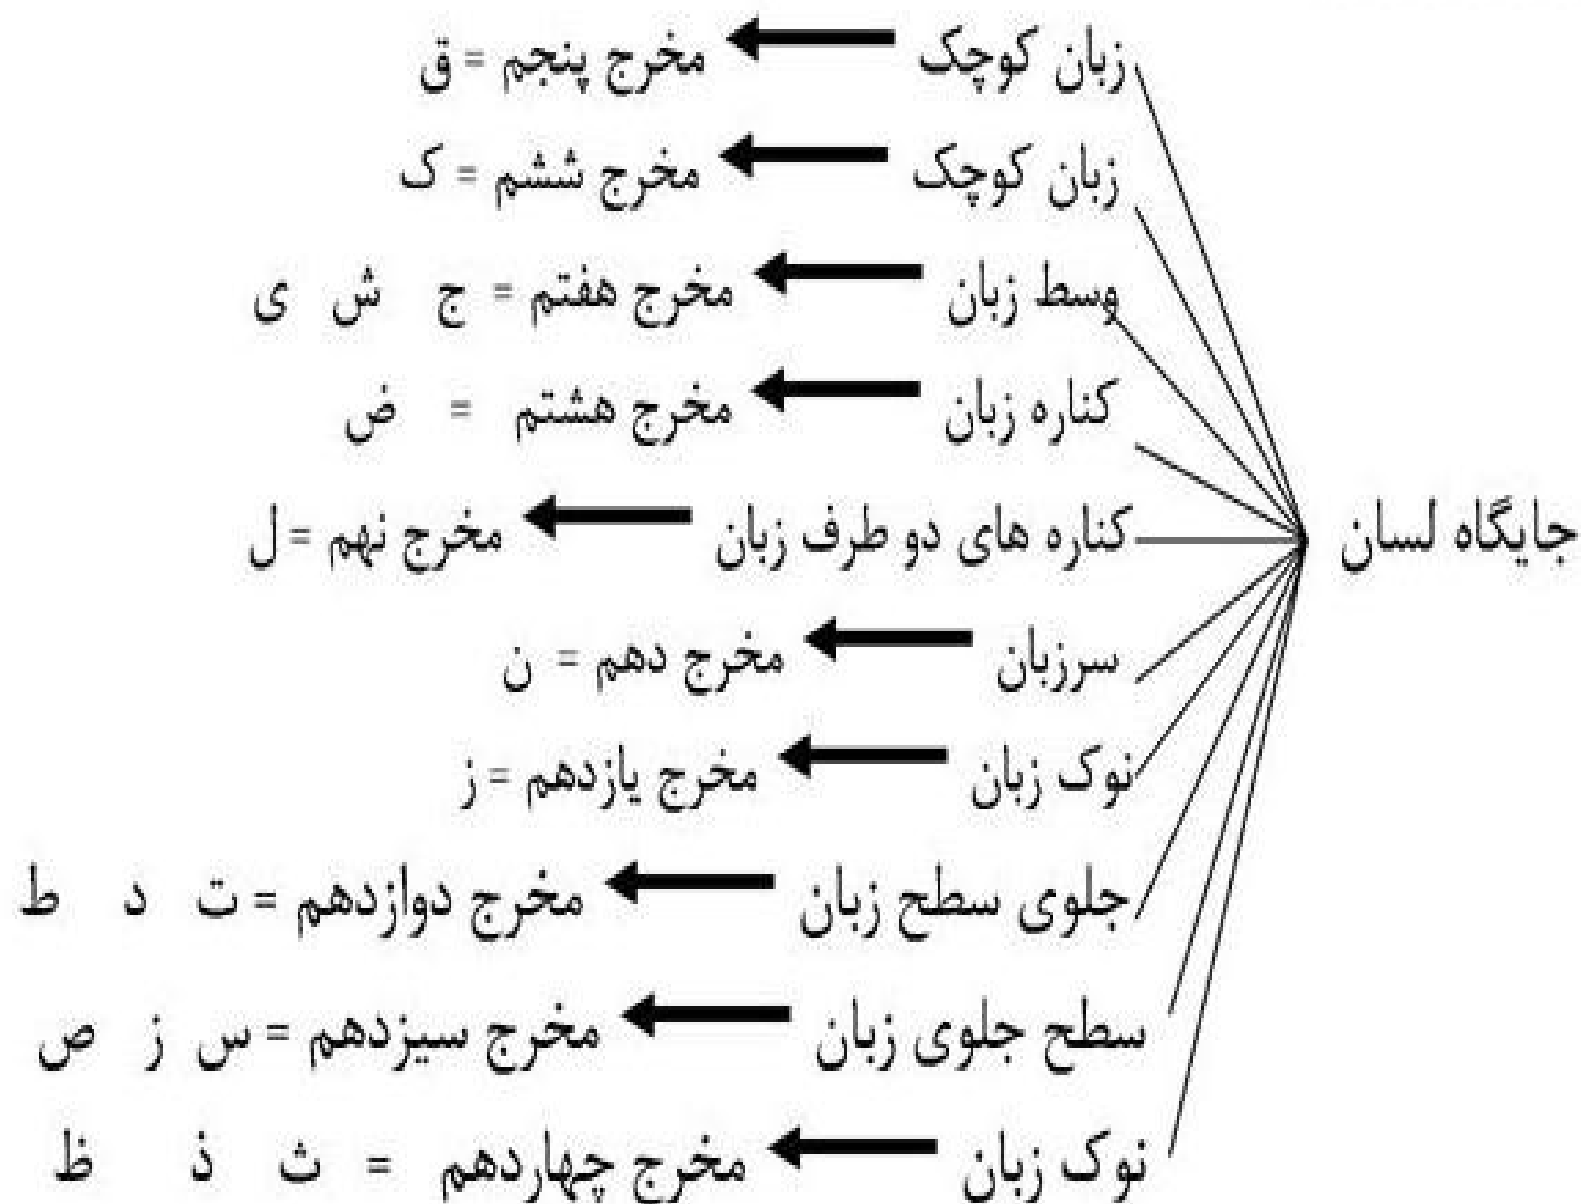 زبان کوچک مخرج پنجم = ق
زبان کوچک مخرج ششم = ک
وسط زبان مخرج هفتم = ج ش ی
کناره زبان مخرج هشتم = ض
جایگاه لسان کناره های دو طرف زبان مخرج نهم = ل
سرزبان مخرج دهم = ن
نوک زبان مخرج یازدهم = ز
جلوی سطح زبان مخرج دوازدهم = ت د ط
سطح جلوی زبان مخرج سیزدهم = س ز ص
نوک زبان مخرج چهاردهم = ث ذ ظ